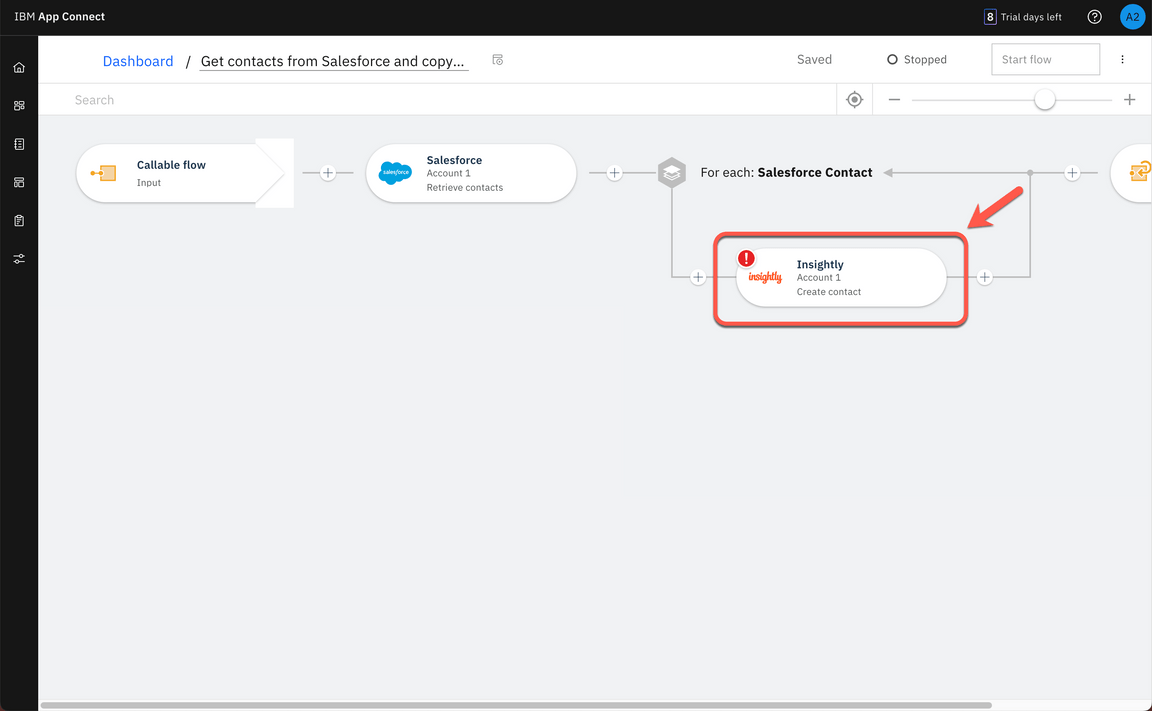 IBM App Connect
8 Trial days left
A2
Dashboard / Get contacts from Salesforce and copy...
Saved
Stopped
Start flow
Search
Callable flow
Input
salesforce
Salesforce
Account 1
Retrieve contacts
For each: Salesforce Contact
insightly
Insightly
Account 1
Create contact